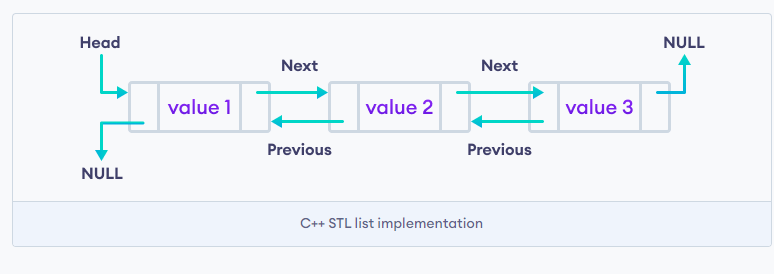 Head
NULL
Next
Next
value 1
value 2
value 3
Previous
Previous
NULL
C++ STL list implementation